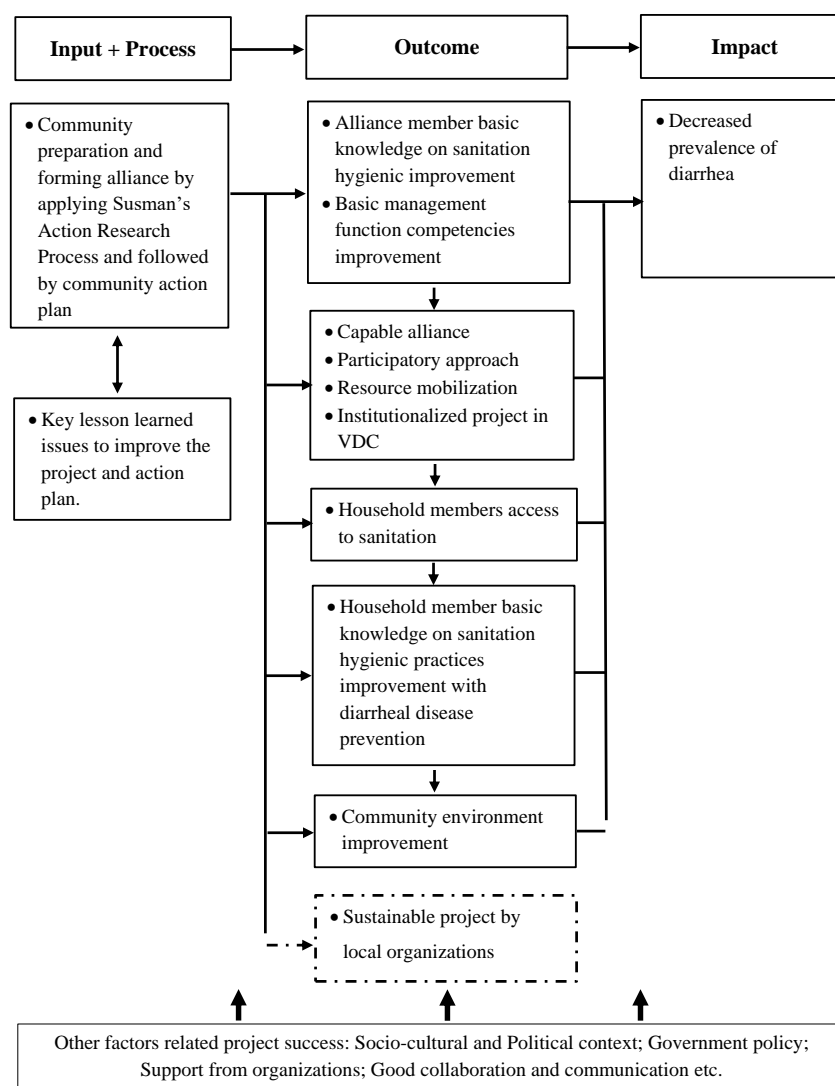 Input + Process
Outcome
Impact
• Community
preparation and
forming alliance by
applying Susman’s
Action Research
Process and followed
by community action
plan
• Key lesson learned
issues to improve the
project and action
plan.
• Alliance member basic
knowledge on sanitation
hygienic improvement
• Basic management
function competencies
improvement
• Capable alliance
• Participatory approach
• Resource mobilization
• Institutionalized project in
VDC
• Household members access
to sanitation
• Household member basic
knowledge on sanitation
hygienic practices
improvement with
diarrheal disease
prevention
• Community environment
improvement
• Sustainable project by
local organizations
• Decreased
prevalence of
diarrhea
Other factors related project success: Socio-cultural and Political context; Government policy;
Support from organizations; Good collaboration and communication etc.